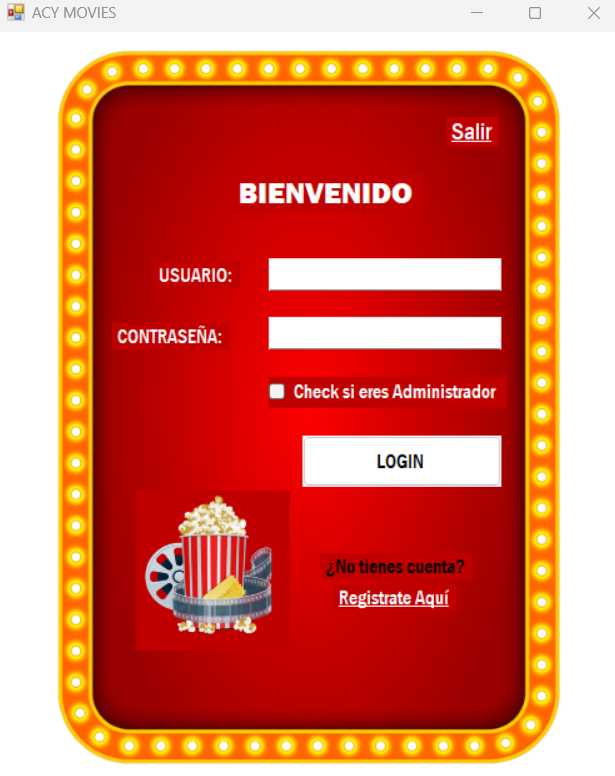 ACY MOVIES
Salir
BIENVENIDO
USUARIO:
CONTRASEÑA:
Check si eres Administrador
LOGIN
¿No tienes cuenta?
Registrate Aquí